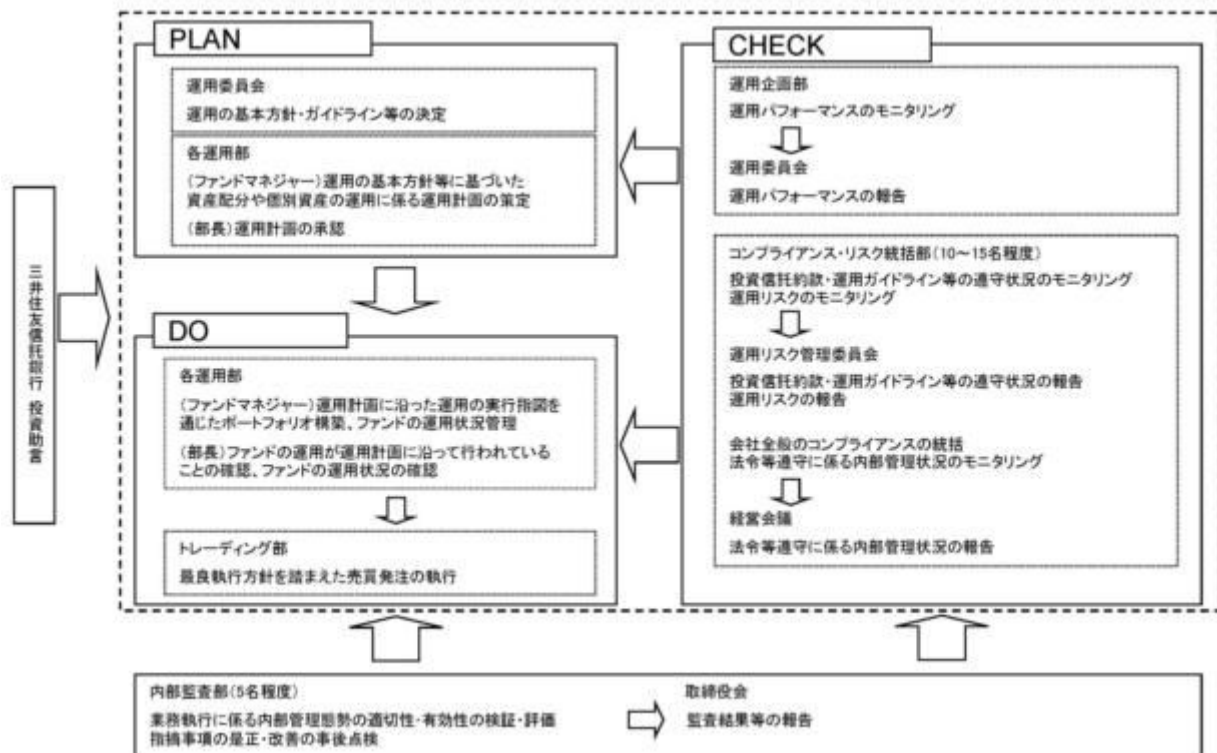 三井住友信託銀行 投資助言
PLAN
運用委員会
運用の基本方針・ガイドライン等の決定
各運用部
(ファンドマネジャー)運用の基本方針等に基づいた
資産配分や個別資産の運用に係る運用計画の策定
(部長)運用計画の承認
DO
各運用部
(ファンドマネジャー)運用計画に沿った運用の実行指図を
通じたポートフォリオ構築、ファンドの運用状況管理
(部長)ファンドの運用が運用計画に沿って行われている
ことの確認、ファンドの運用状況の確認
トレーディング部
最良執行方針を踏まえた売買発注の執行
CHECK
運用企画部
運用パフォーマンスのモニタリング
運用委員会
運用パフォーマンスの報告
コンプライアンス・リスク統括部(10～15名程度)
投資信託約款・運用ガイドライン等の遵守状況のモニタリング
運用リスクのモニタリング
運用リスク管理委員会
投資信託約款・運用ガイドライン等の遵守状況の報告
運用リスクの報告
会社全般のコンプライアンスの統括
法令等遵守に係る内部管理状況のモニタリング
経営会議
法令等遵守に係る内部管理状況の報告
内部監査部(5名程度)
業務執行に係る内部管理態勢の適切性・有効性の検証・評価
指摘事項の是正・改善の事後点検
取締役会
監査結果等の報告